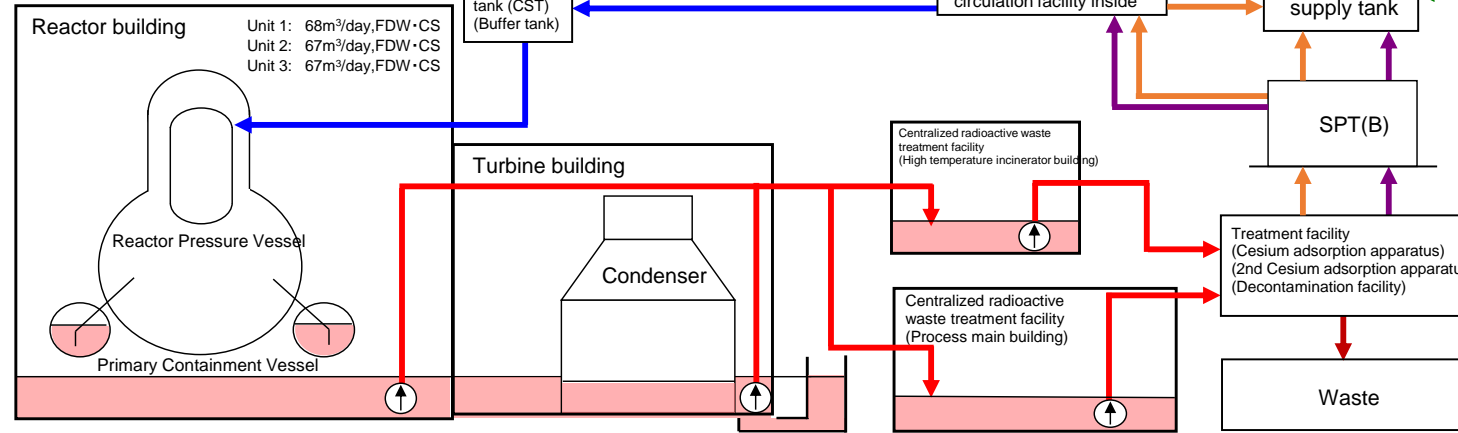 tank (CST)
(Buffer tank)
circulation facility inside
supply tank
Reactor building
Unit 1: 68m³/day,FDW・CS
Unit 2: 67m³/day,FDW・CS
Unit 3: 67m³/day,FDW・CS
SPT(B)
Centralized radioactive waste
treatment facility
(High temperature incinerator building)
Turbine building
Reactor Pressure Vessel
Condenser
Treatment facility
(Cesium adsorption apparatus)
(2nd Cesium adsorption apparatu
(Decontamination facility)
Centralized radioactive
waste treatment facility
(Process main building)
Primary Containment Vessel
Waste